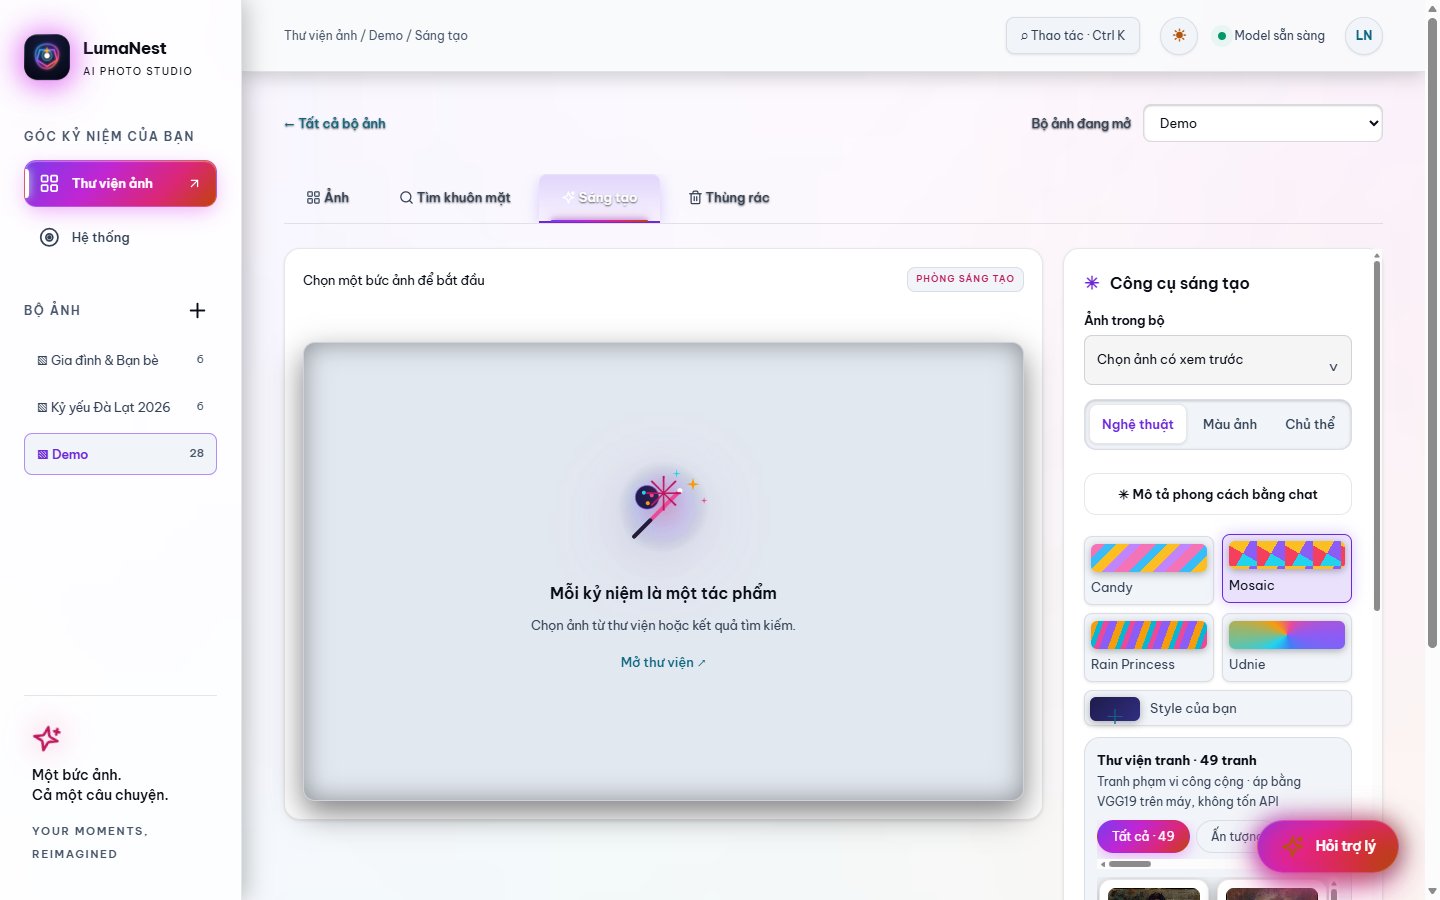 LumaNest
AI PHOTO STUDIO
GÓC KỶ NIỆM CỦA BẠN
Thư viện ảnh
Hệ thống
BỘ ẢNH
Gia đình & Bạn bè 6
Kỷ yếu Đà Lạt 2026 6
Demo 28
Một bức ảnh.
Cả một câu chuyện.
YOUR MOMENTS,
REIMAGINED
Thư viện ảnh / Demo / Sáng tạo
Thao tác · Ctrl K
Model sẵn sàng
LN
← Tất cả bộ ảnh
Bộ ảnh đang mở
Demo
Ảnh
Tìm khuôn mặt
Sáng tạo
Thùng rác
Chọn một bức ảnh để bắt đầu
PHÒNG SÁNG TẠO
Mỗi kỷ niệm là một tác phẩm
Chọn ảnh từ thư viện hoặc kết quả tìm kiếm.
Mở thư viện ↗
Công cụ sáng tạo
Ảnh trong bộ
Chọn ảnh có xem trước
Nghệ thuật
Màu ảnh
Chủ thể
Mô tả phong cách bằng chat
Candy
Mosaic
Rain Princess
Udnie
Style của bạn
Thư viện tranh · 49 tranh
Tranh phạm vi công cộng · áp bằng
VGG19 trên máy, không tốn API
Tất cả · 49
Ấn tượng
Hỏi trợ lý